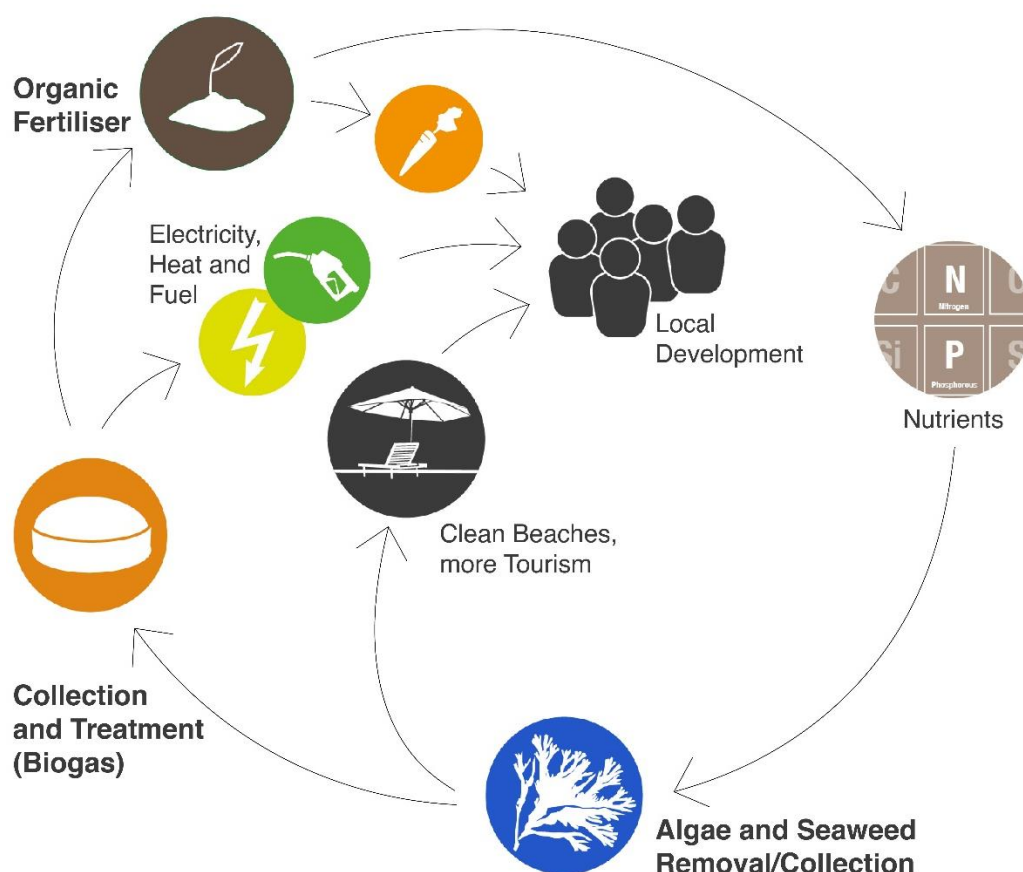 Organic
Fertiliser
Electricity,
Heat and
Fuel
Local
Development
C
N
Nitrogen
C
Si
P
Phosphorous
S
Nutrients
Clean Beaches,
more Tourism
Collection
and Treatment
(Biogas)
Algae and Seaweed
Removal/Collection